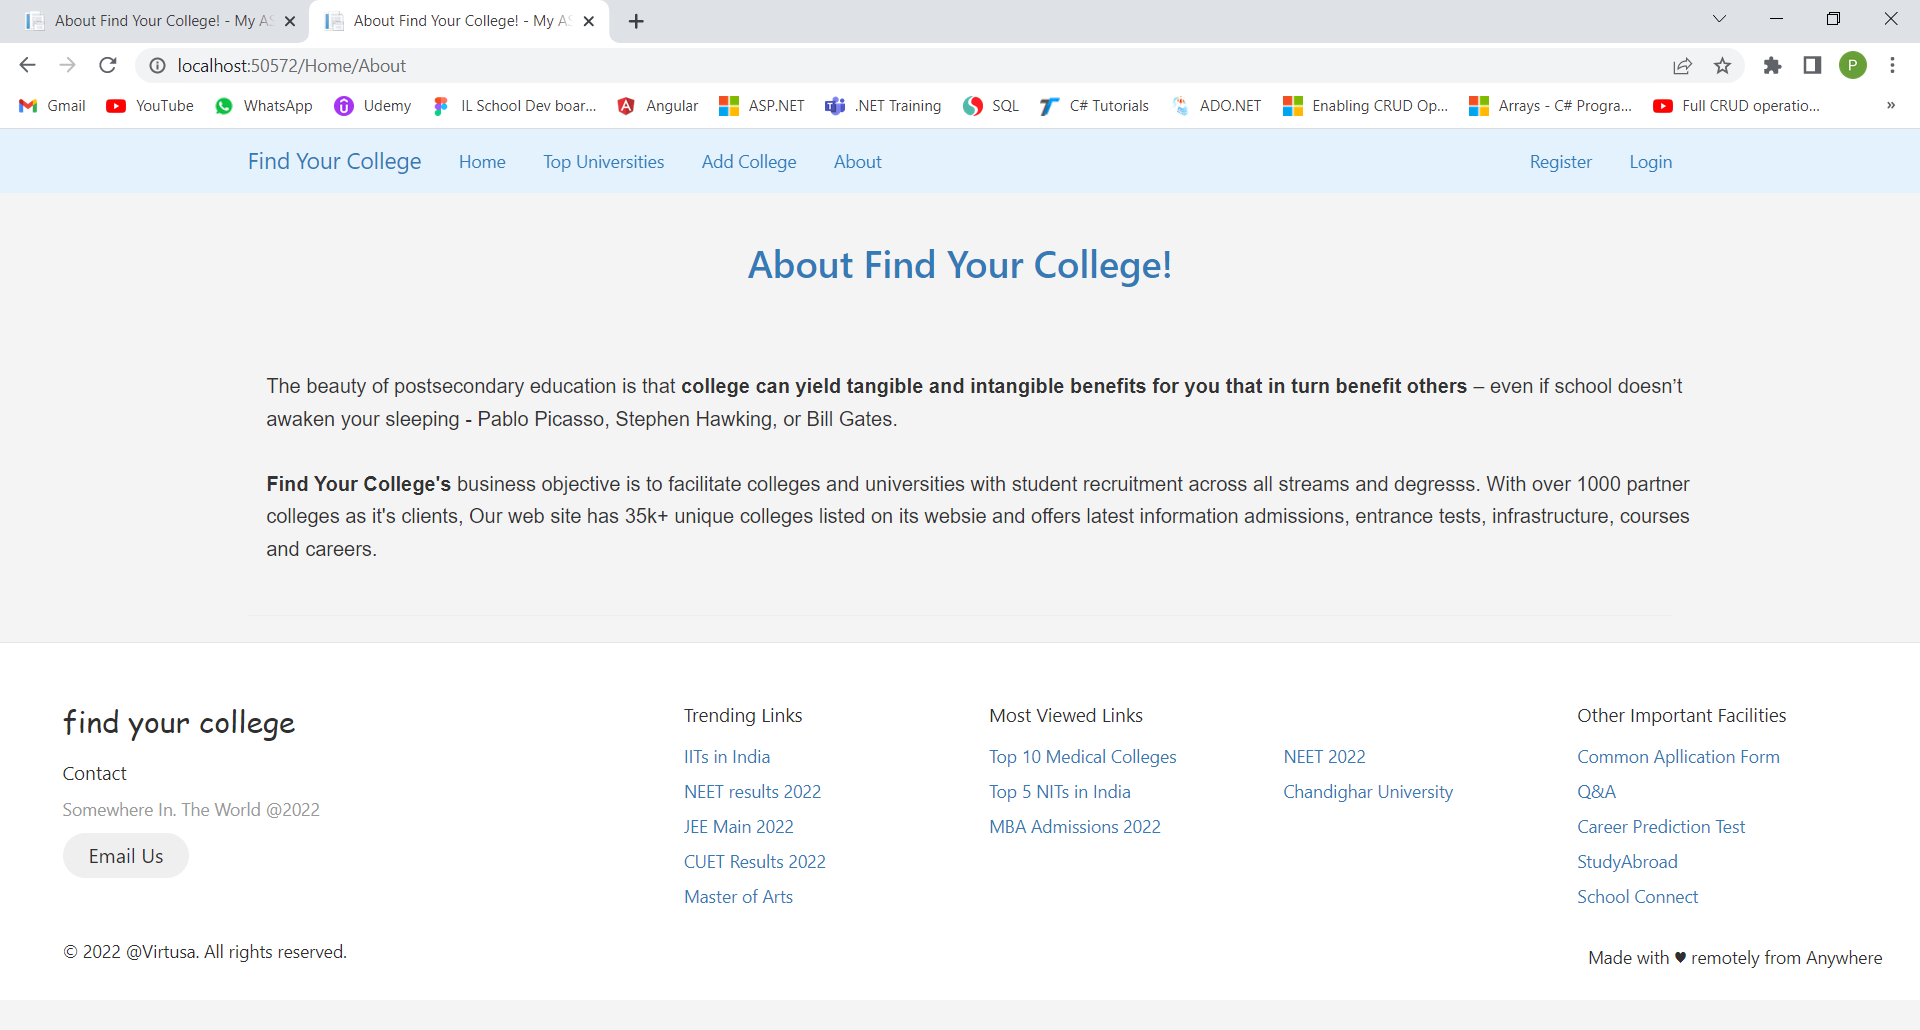 About Find Your College! - My AS
About Find Your College! - My AS
localhost:50572/Home/About
P
Gmail YouTube WhatsApp Udemy IL School Dev boar... Angular ASP.NET .NET Training SQL C# Tutorials ADO.NET Enabling CRUD Op... Arrays - C# Progra... Full CRUD operatio... »
Find Your College Home Top Universities Add College About Register Login
About Find Your College!
The beauty of postsecondary education is that college can yield tangible and intangible benefits for you that in turn benefit others – even if school doesn’t
awaken your sleeping - Pablo Picasso, Stephen Hawking, or Bill Gates.
Find Your College's business objective is to facilitate colleges and universities with student recruitment across all streams and degresss. With over 1000 partner
colleges as it's clients, Our web site has 35k+ unique colleges listed on its websie and offers latest information admissions, entrance tests, infrastructure, courses
and careers.
find your college
Contact
Somewhere In. The World @2022
Email Us
Trending Links
IITs in India
NEET results 2022
JEE Main 2022
CUET Results 2022
Master of Arts
Most Viewed Links
Top 10 Medical Colleges
Top 5 NITs in India
MBA Admissions 2022
NEET 2022
Chandighar University
Other Important Facilities
Common Apllication Form
Q&A
Career Prediction Test
StudyAbroad
School Connect
© 2022 @Virtusa. All rights reserved.
Made with ♥ remotely from Anywhere